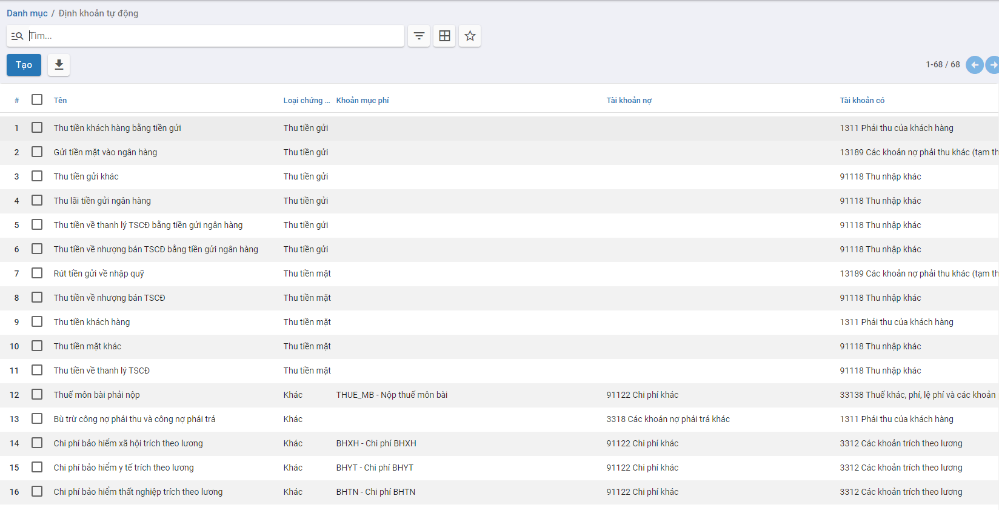 Danh mục / Định khoản tự động
Tìm...
Tạo
1-68 / 68
# Tên Loại chứng ... Khoản mục phí Tài khoản nợ Tài khoản có
1 Thu tiền khách hàng bằng tiền gửi Thu tiền gửi 1311 Phải thu của khách hàng
2 Gửi tiền mặt vào ngân hàng Thu tiền gửi 13189 Các khoản nợ phải thu khác (tạm th
3 Thu tiền gửi khác Thu tiền gửi 91118 Thu nhập khác
4 Thu lãi tiền gửi ngân hàng Thu tiền gửi 91118 Thu nhập khác
5 Thu tiền về thanh lý TSCĐ bằng tiền gửi ngân hàng Thu tiền gửi 91118 Thu nhập khác
6 Thu tiền về nhượng bán TSCĐ bằng tiền gửi ngân hàng Thu tiền gửi 91118 Thu nhập khác
7 Rút tiền gửi về nhập quỹ Thu tiền mặt 13189 Các khoản nợ phải thu khác (tạm th
8 Thu tiền về nhượng bán TSCĐ Thu tiền mặt 91118 Thu nhập khác
9 Thu tiền khách hàng Thu tiền mặt 1311 Phải thu của khách hàng
10 Thu tiền mặt khác Thu tiền mặt 91118 Thu nhập khác
11 Thu tiền về thanh lý TSCĐ Thu tiền mặt 91118 Thu nhập khác
12 Thuế môn bài phải nộp Khác THUE_MB - Nộp thuế môn bài 91122 Chi phí khác 33138 Thuế khác, phí, lệ phí và các khoản
13 Bù trừ công nợ phải thu và công nợ phải trả Khác 3318 Các khoản nợ phải trả khác 1311 Phải thu của khách hàng
14 Chi phí bảo hiểm xã hội trích theo lương Khác BHXH - Chi phí BHXH 91122 Chi phí khác 3312 Các khoản trích theo lương
15 Chi phí bảo hiểm y tế trích theo lương Khác BHYT - Chi phí BHYT 91122 Chi phí khác 3312 Các khoản trích theo lương
16 Chi phí bảo hiểm thất nghiệp trích theo lương Khác BHTN - Chi phí BHTN 91122 Chi phí khác 3312 Các khoản trích theo lương